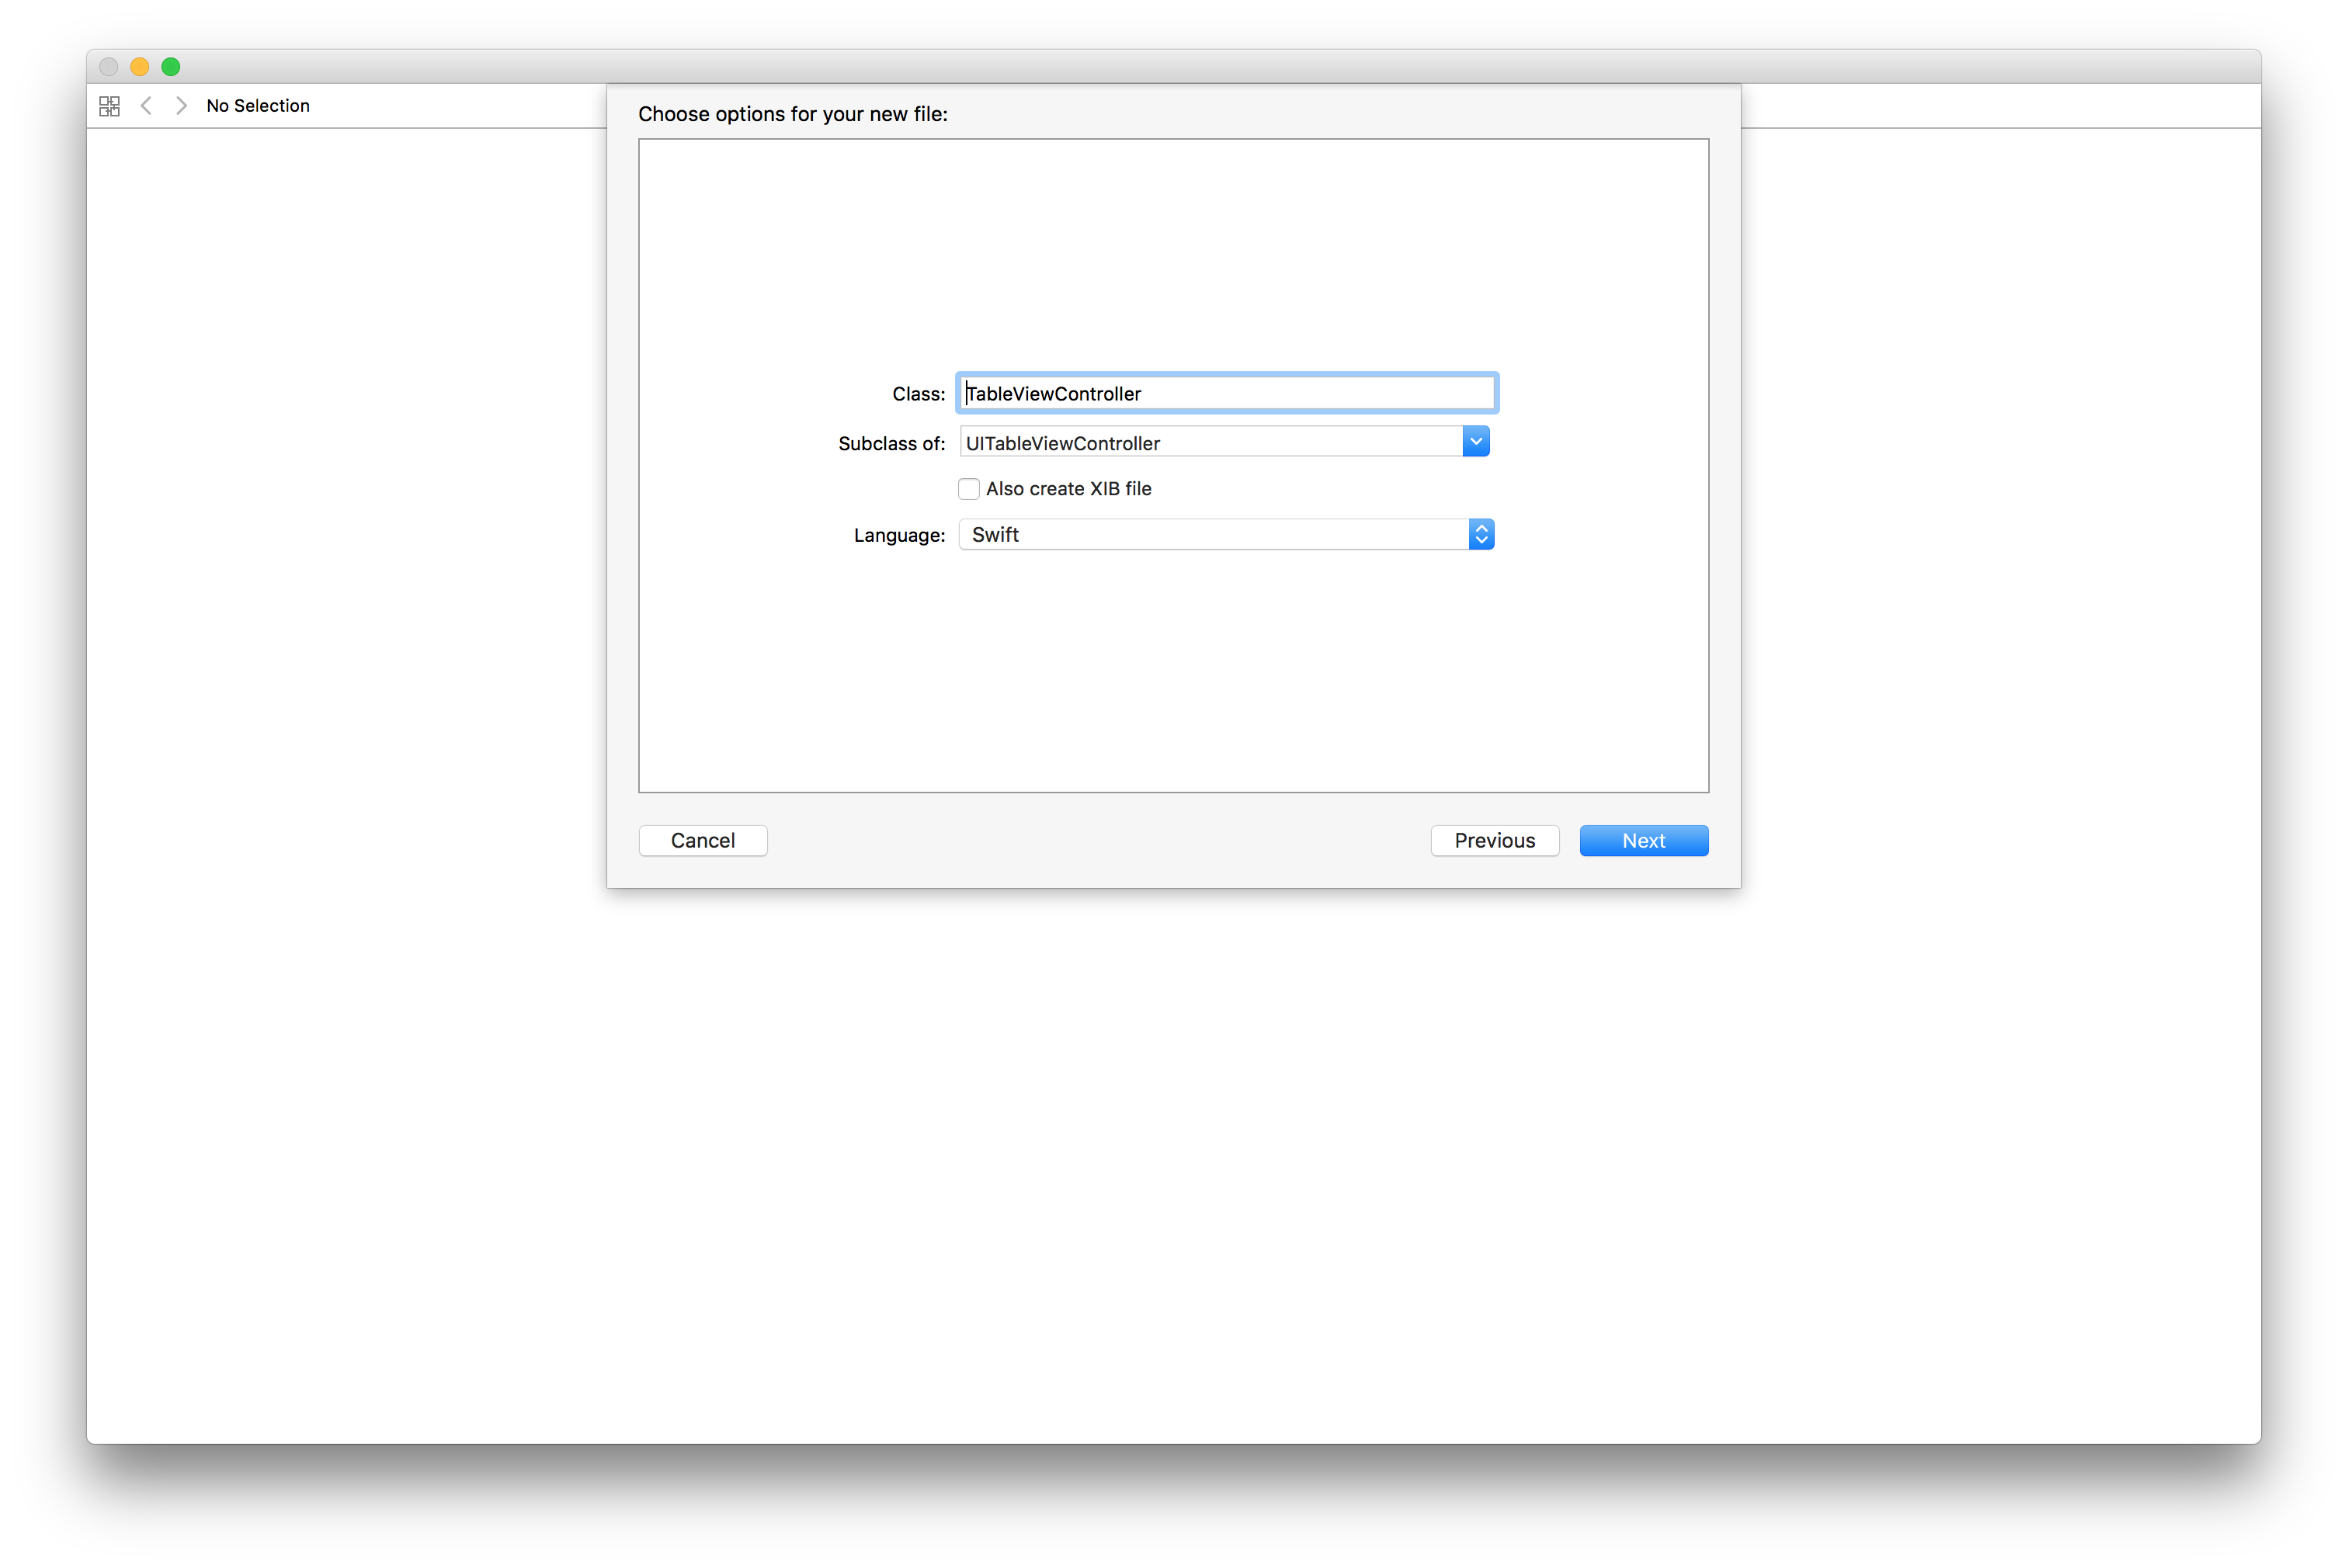 No Selection
Choose options for your new file:
Class: TableViewController
Subclass of: UITableViewController
Also create XIB file
Language: Swift
Cancel Previous Next